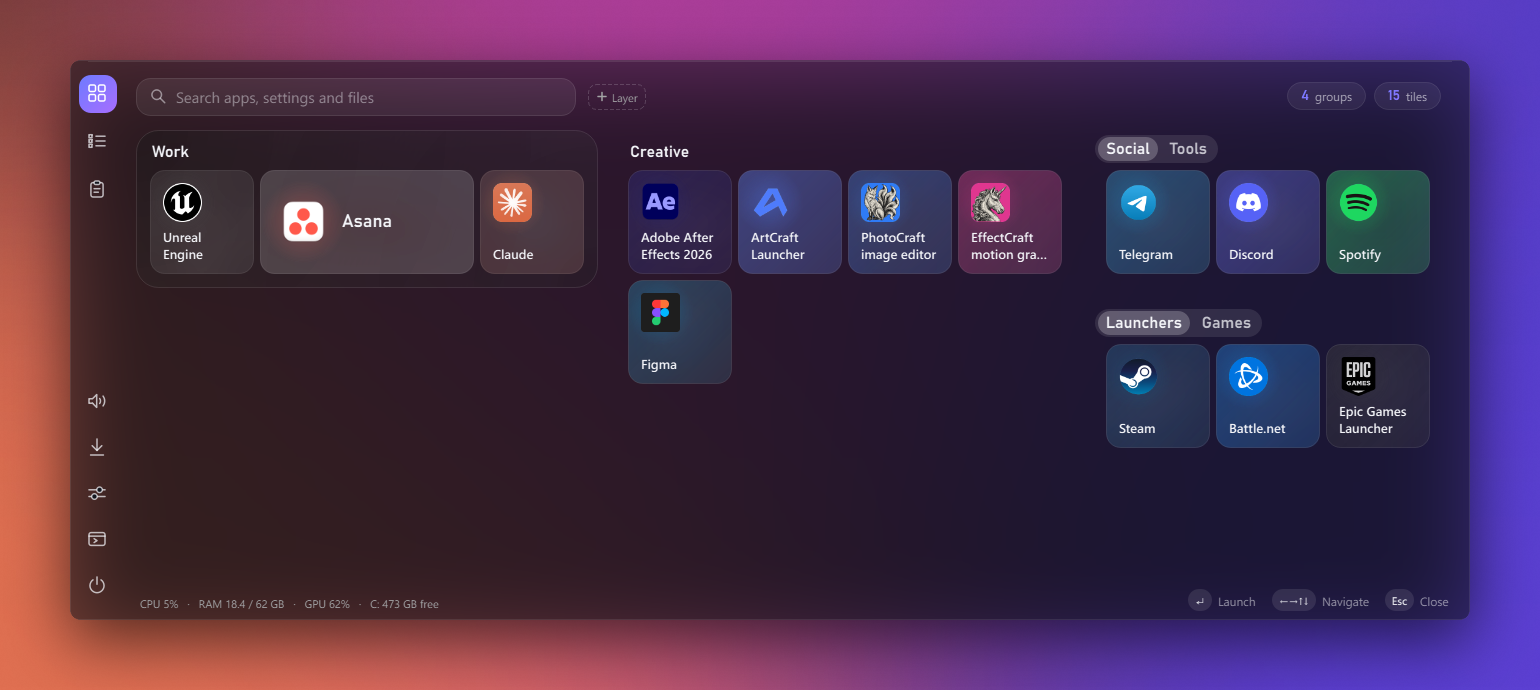 Search apps, settings and files
+ Layer
4 groups
15 tiles
Work
Unreal
Engine
Asana
Claude
Creative
Ae
Adobe After
Effects 2026
ArtCraft
Launcher
PhotoCraft
image editor
EffectCraft
motion gra...
Figma
Social Tools
Telegram
Discord
Spotify
Launchers Games
Steam
Battle.net
EPIC
GAMES
Epic Games
Launcher
CPU 5% · RAM 18.4 / 62 GB · GPU 62% · C: 473 GB free
↵ Launch ←→↑↓ Navigate Esc Close